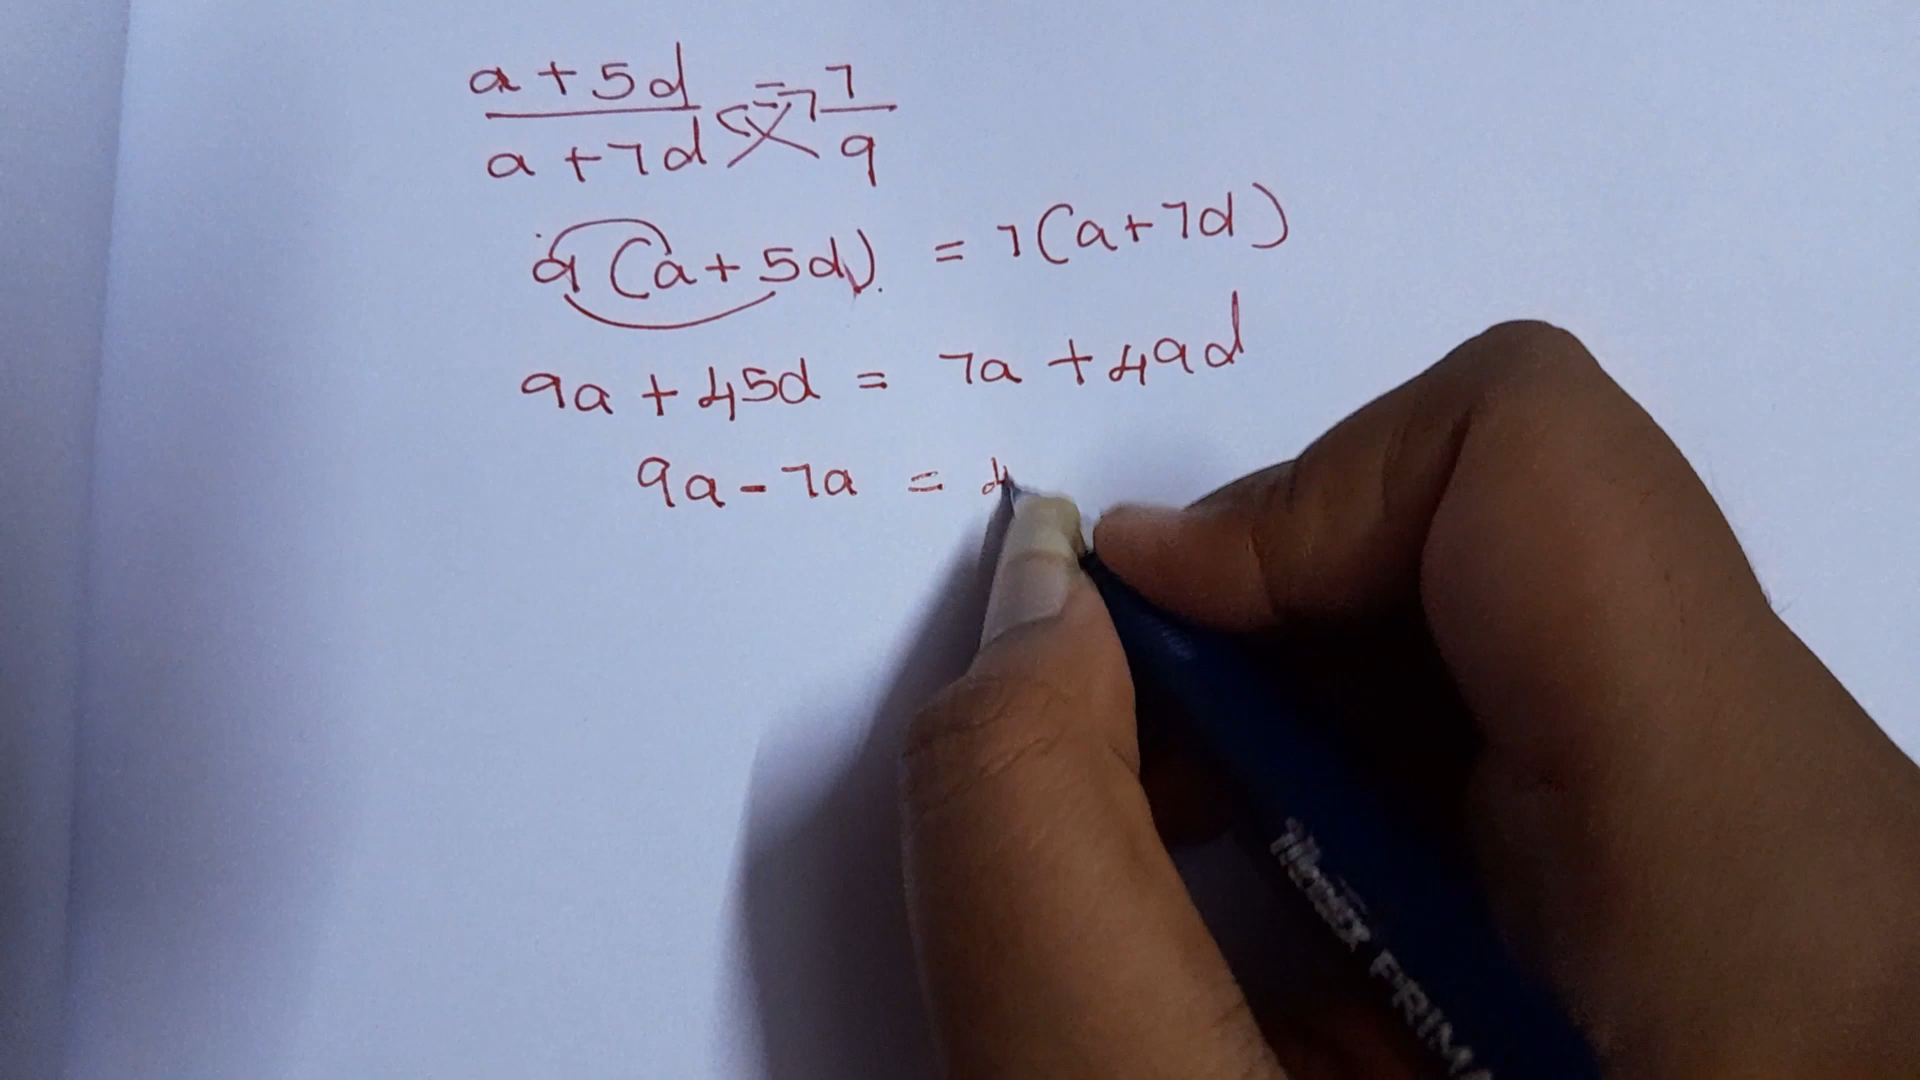 a + 5d = 7
a + 7d 9
9 (a + 5d) = 7 (a + 7d)
9a + 45d = 7a + 49d
9a - 7a = 4